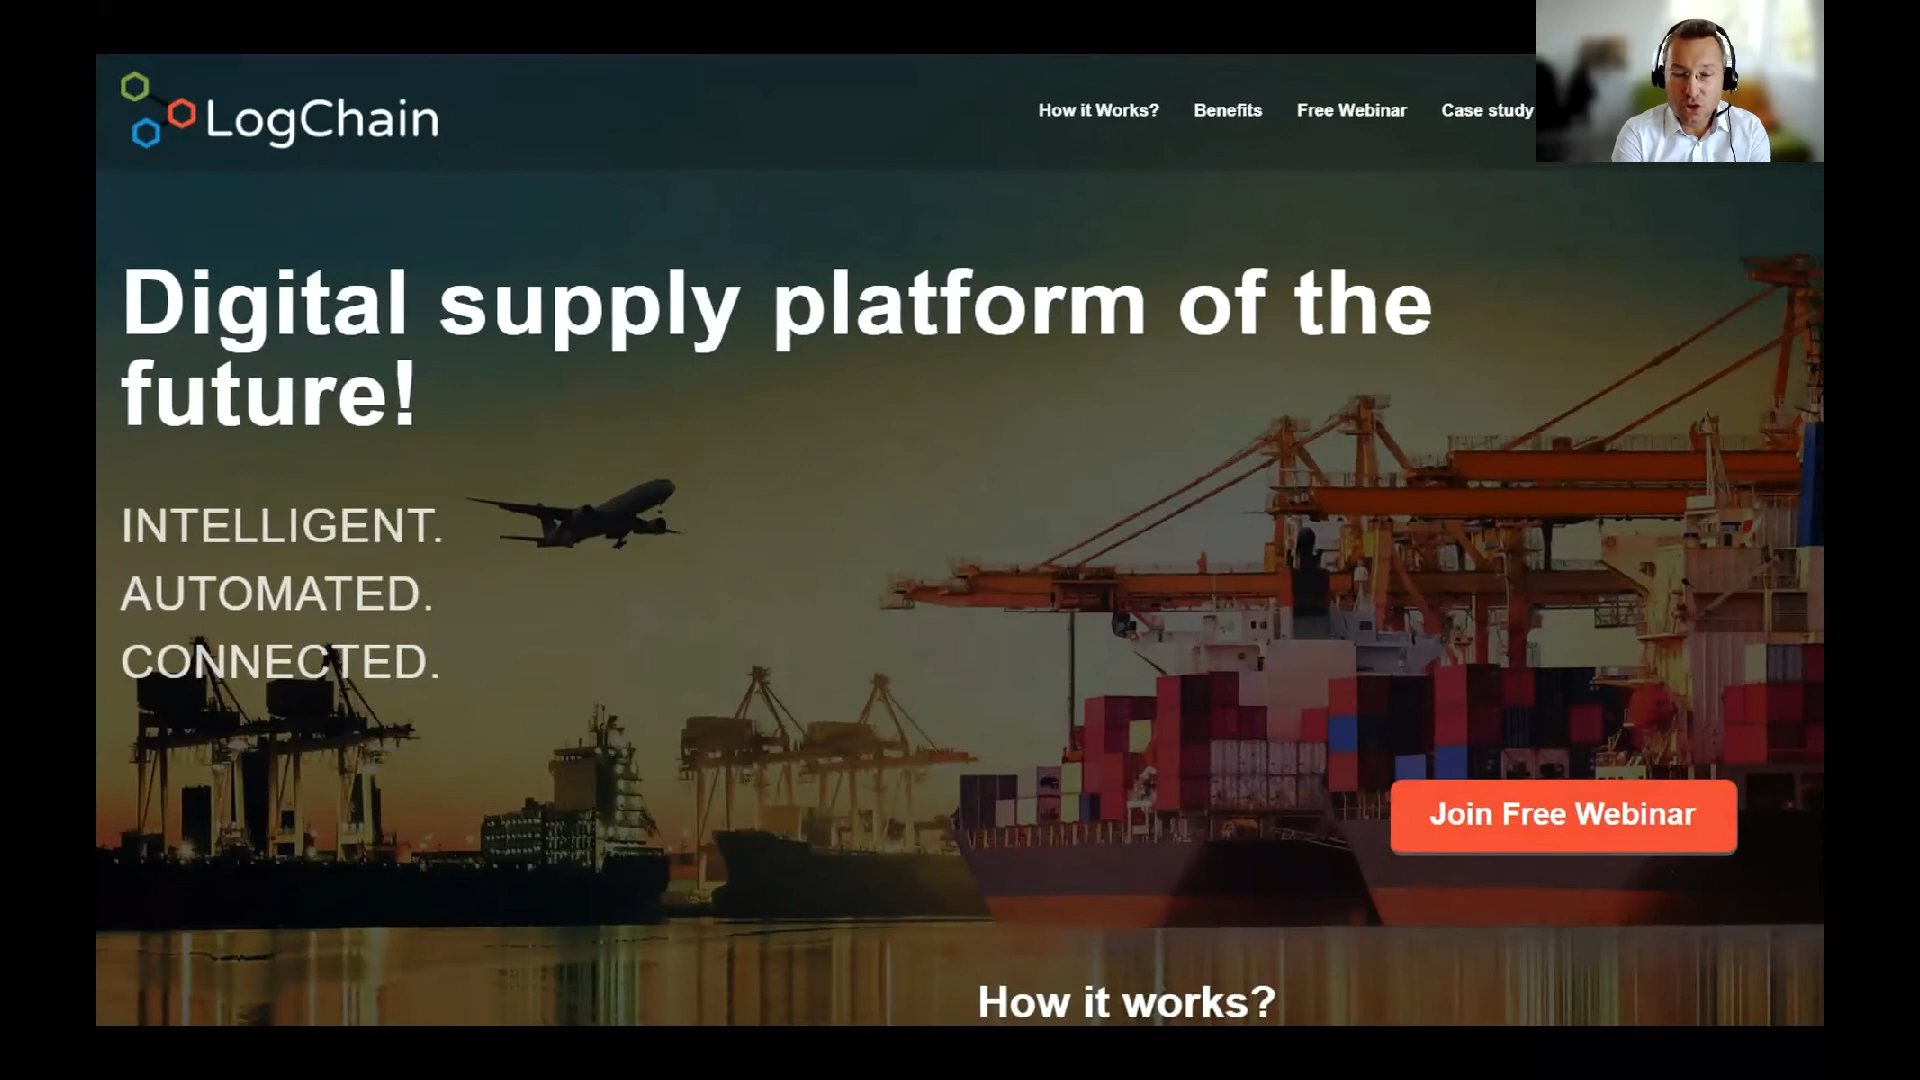 LogChain
How it Works? Benefits Free Webinar Case study
Digital supply platform of the
future!
INTELLIGENT.
AUTOMATED.
CONNECTED.
Join Free Webinar
How it works?